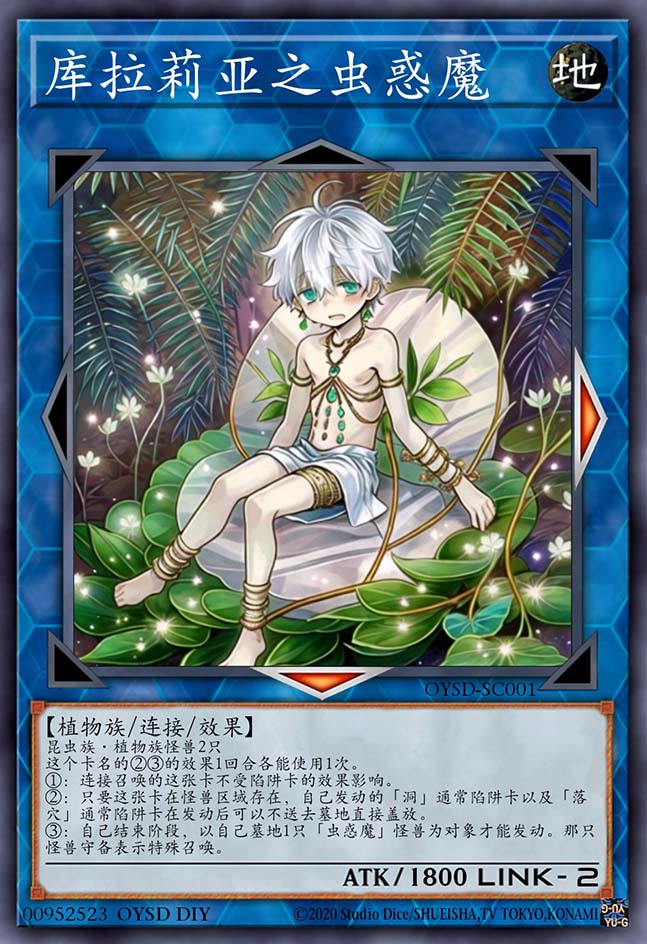 库拉莉亚之虫惑魔
地
OYSD-SC001
【植物族/连接/效果】
昆虫族·植物族怪兽2只
这个卡名的②③的效果1回合各能使用1次。
①：连接召唤的这张卡不受陷阱卡的效果影响。
②：只要这张卡在怪兽区域存在，自己发动的「洞」通常陷阱卡以及「落
穴」通常陷阱卡在发动后可以不送去墓地直接盖放。
③：自己结束阶段，以自己墓地1只「虫惑魔」怪兽为对象才能发动。那只
怪兽守备表示特殊召唤。
ATK/1800 LINK-2
00952523 OYSD DIY ©2020 Studio Dice/SHUEISHA,TV TOKYO,KONAMI
YU-G